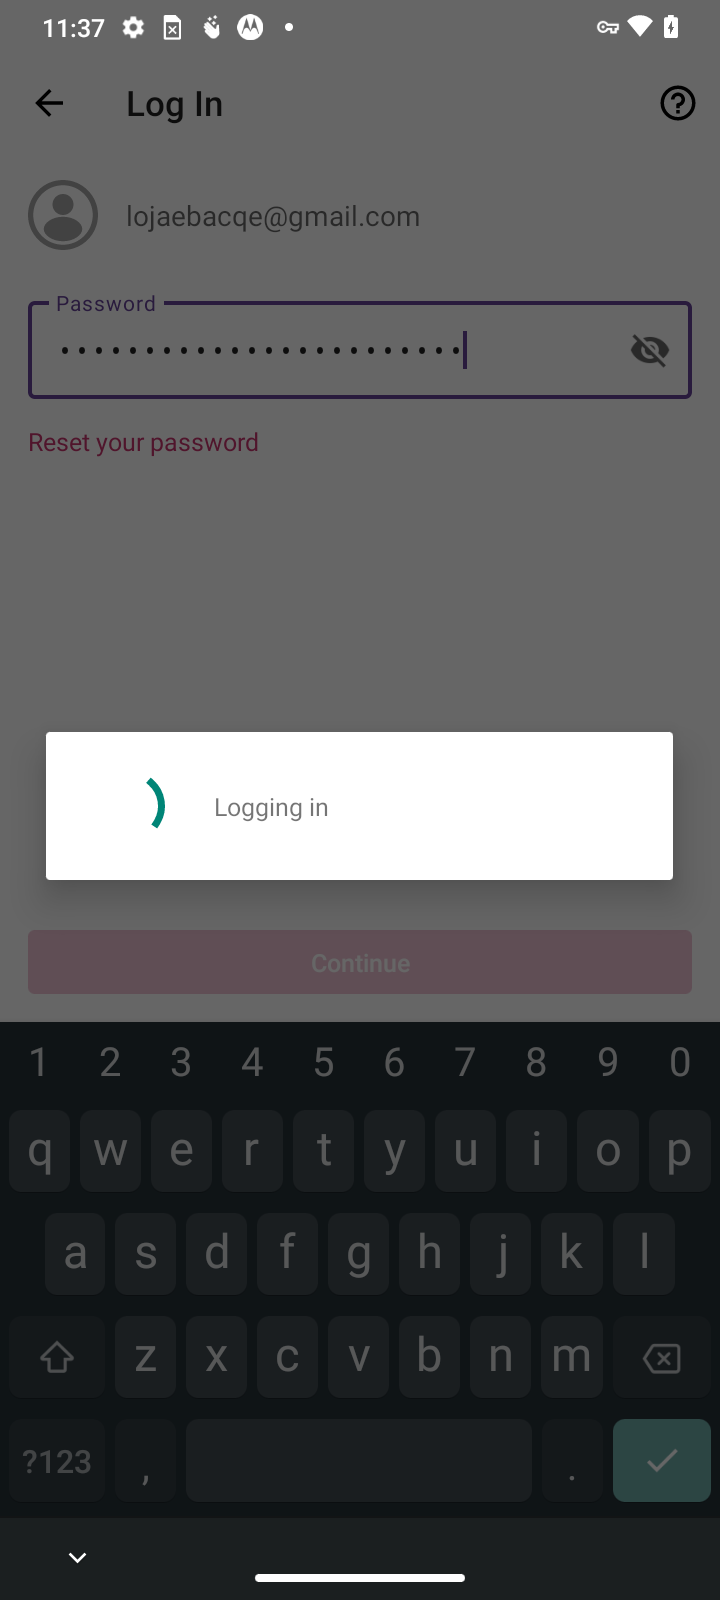 11:37
Log In
lojaebacqe@gmail.com
Password
••••••••••••••••••••••••
Reset your password
Logging in
Continue
1 2 3 4 5 6 7 8 9 0
q w e r t y u i o p
a s d f g h j k l
z x c v b n m
?123 , .